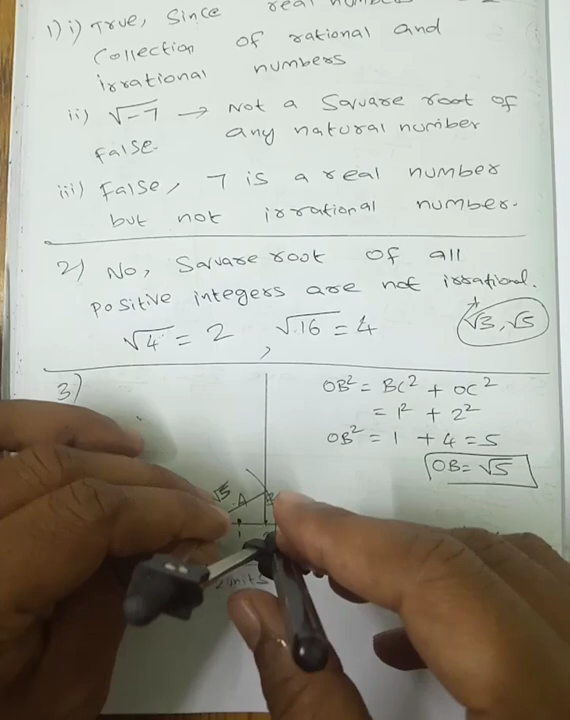 1) i) True, Since real numbers
Collection of rational and
irrational numbers
ii) √-7 → Not a Square root of
false. any natural number
iii) False, 7 is a real number
but not irrational number.
2) No, Square root of all
Positive integers are not irrational.
√4 = 2, √16 = 4 √3, √5
3) OB² = BC² + OC²
= 1² + 2²
OB² = 1 + 4 = 5
OB = √5
√5 A B
1
2 units